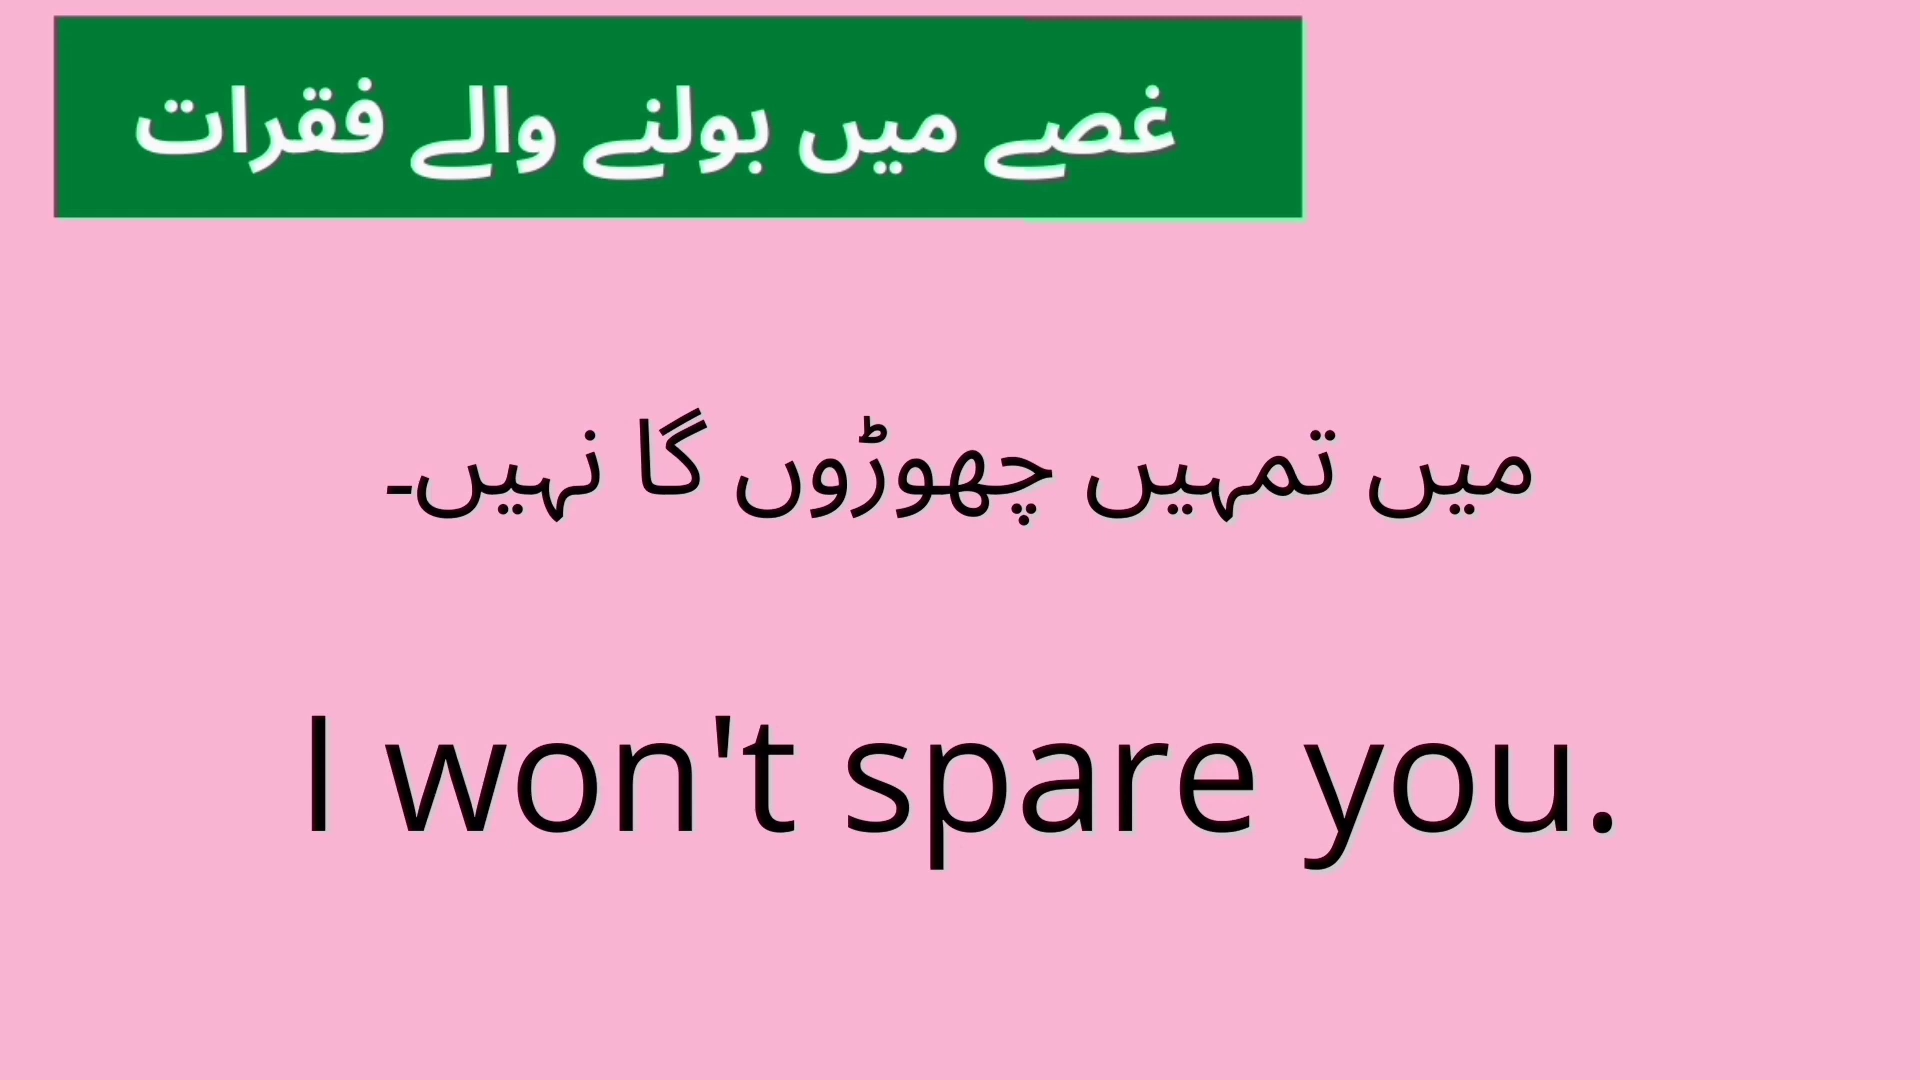 غصے میں بولنے والے فقرات
میں تمہیں چھوڑوں گا نہیں۔
I won't spare you.